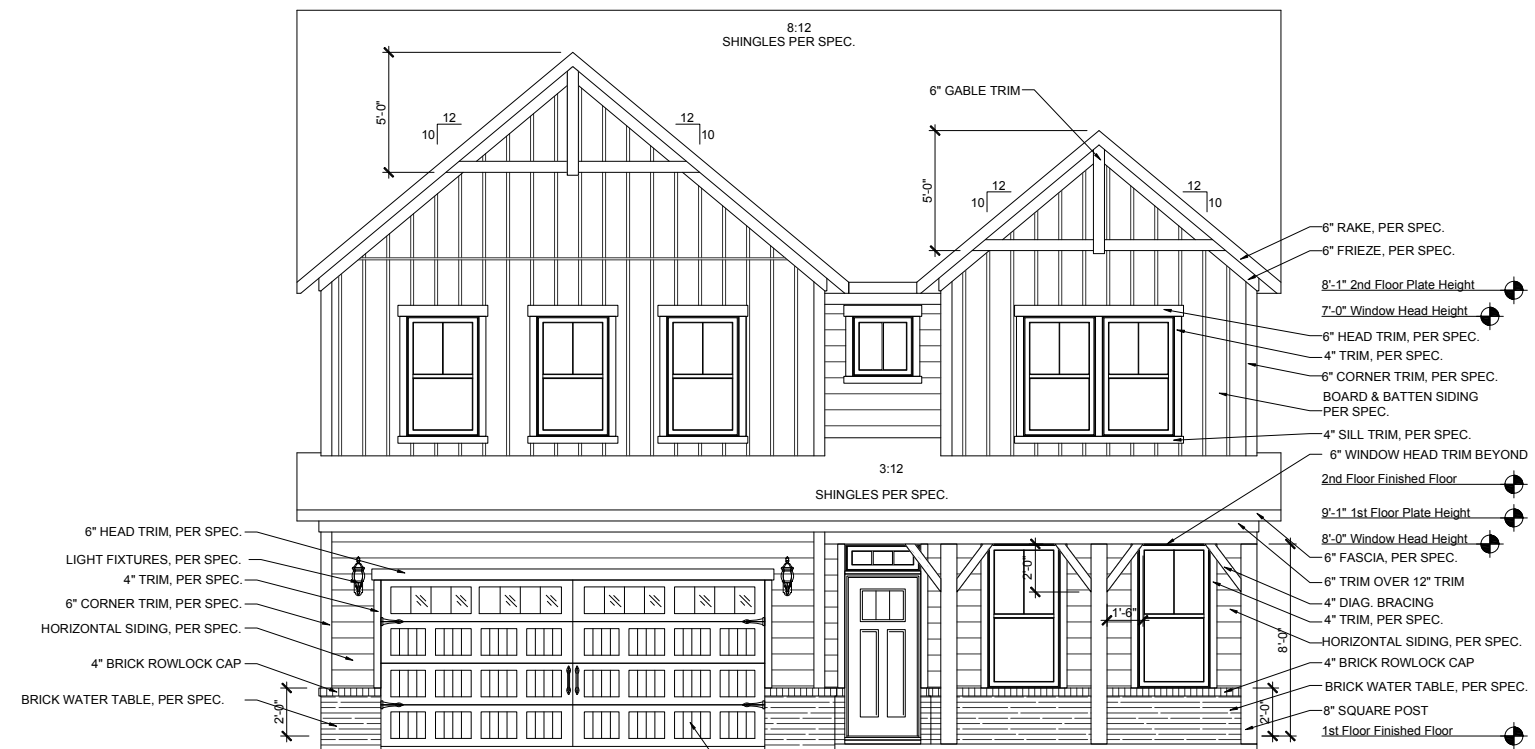 8:12
SHINGLES PER SPEC.
6" GABLE TRIM
5'-0"
12
10
12
10
5'-0"
12
10
12
10
6" RAKE, PER SPEC.
6" FRIEZE, PER SPEC.
8'-1" 2nd Floor Plate Height
7'-0" Window Head Height
6" HEAD TRIM, PER SPEC.
4" TRIM, PER SPEC.
6" CORNER TRIM, PER SPEC.
BOARD & BATTEN SIDING
PER SPEC.
4" SILL TRIM, PER SPEC.
6" WINDOW HEAD TRIM BEYOND
3:12
SHINGLES PER SPEC.
2nd Floor Finished Floor
9'-1" 1st Floor Plate Height
8'-0" Window Head Height
6" FASCIA, PER SPEC.
6" TRIM OVER 12" TRIM
4" DIAG. BRACING
4" TRIM, PER SPEC.
HORIZONTAL SIDING, PER SPEC.
4" BRICK ROWLOCK CAP
BRICK WATER TABLE, PER SPEC.
8" SQUARE POST
1st Floor Finished Floor
6" HEAD TRIM, PER SPEC.
LIGHT FIXTURES, PER SPEC.
4" TRIM, PER SPEC.
6" CORNER TRIM, PER SPEC.
HORIZONTAL SIDING, PER SPEC.
4" BRICK ROWLOCK CAP
BRICK WATER TABLE, PER SPEC.
2'-0"
2'-0"
1'-6"
8'-0"
2'-0"